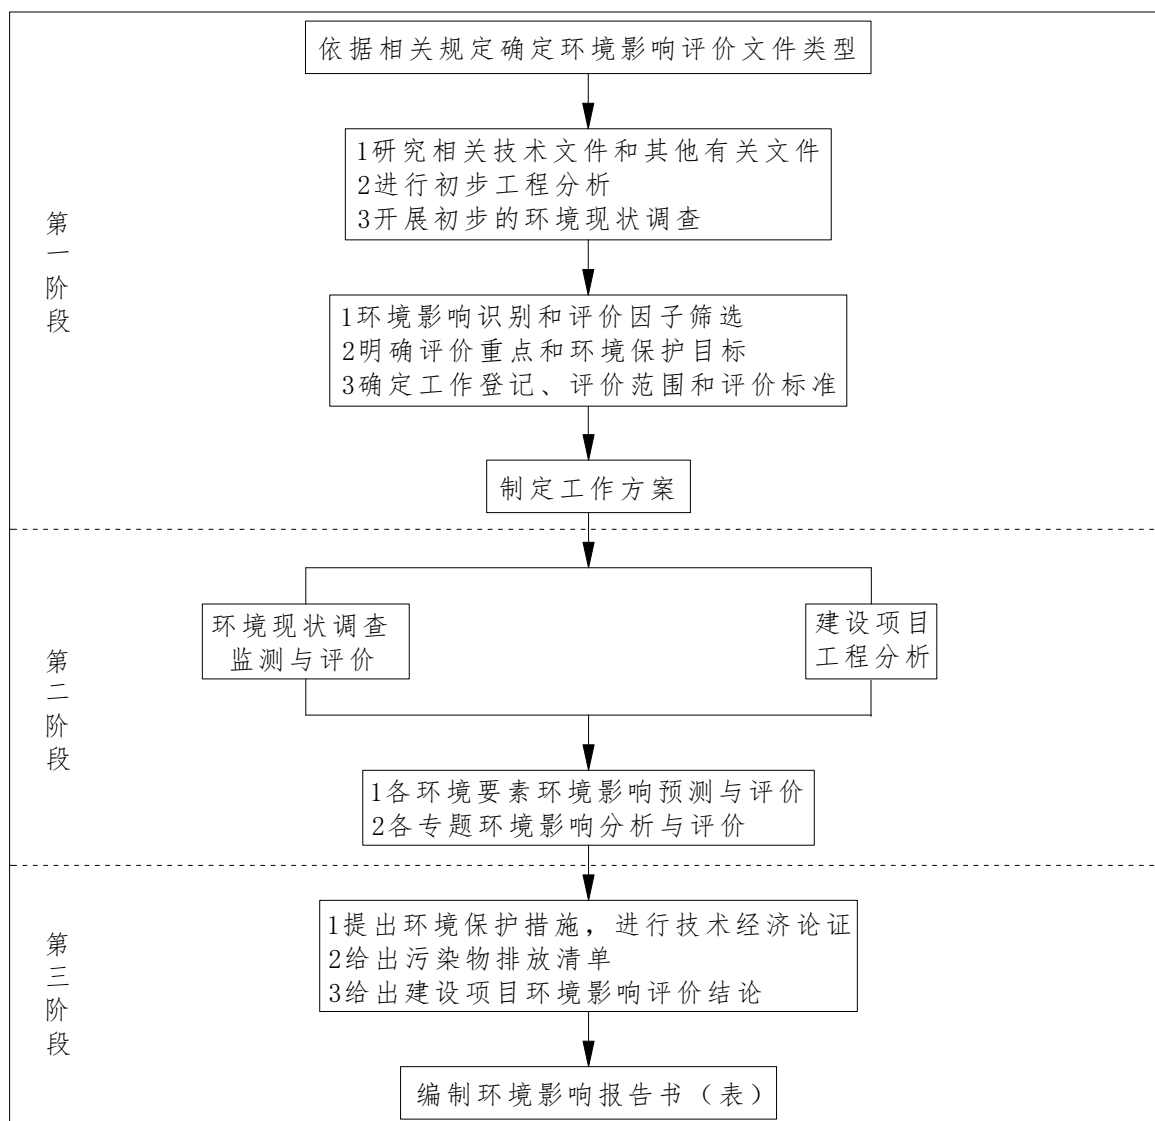 依据相关规定确定环境影响评价文件类型
1研究相关技术文件和其他有关文件
2进行初步工程分析
3开展初步的环境现状调查
第一阶段
1环境影响识别和评价因子筛选
2明确评价重点和环境保护目标
3确定工作登记、评价范围和评价标准
制定工作方案
环境现状调查
监测与评价
建设项目
工程分析
第二阶段
1各环境要素环境影响预测与评价
2各专题环境影响分析与评价
1提出环境保护措施，进行技术经济论证
2给出污染物排放清单
3给出建设项目环境影响评价结论
第三阶段
编制环境影响报告书（表）